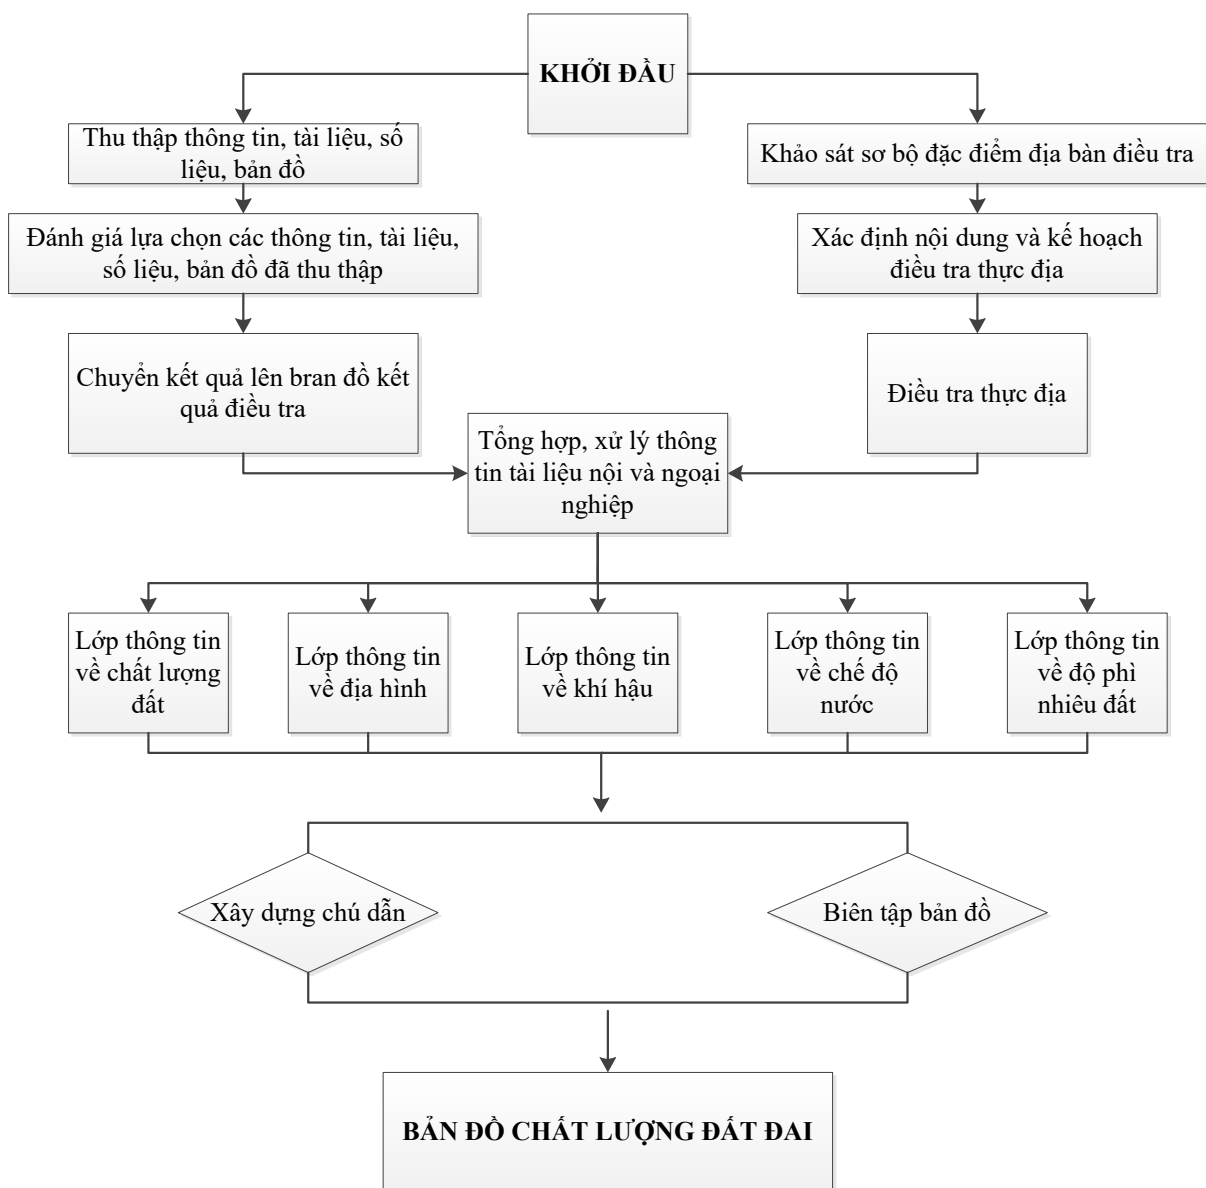 KHỞI ĐẦU
Thu thập thông tin, tài liệu, số
liệu, bản đồ
Khảo sát sơ bộ đặc điểm địa bàn điều tra
Đánh giá lựa chọn các thông tin, tài liệu,
số liệu, bản đồ đã thu thập
Xác định nội dung và kế hoạch
điều tra thực địa
Chuyển kết quả lên bran đồ kết
quả điều tra
Điều tra thực địa
Tổng hợp, xử lý thông
tin tài liệu nội và ngoại
nghiệp
Lớp thông tin
về chất lượng
đất
Lớp thông tin
về địa hình
Lớp thông tin
về khí hậu
Lớp thông tin
về chế độ
nước
Lớp thông tin
về độ phì
nhiêu đất
Xây dựng chú dẫn
Biên tập bản đồ
BẢN ĐỒ CHẤT LƯỢNG ĐẤT ĐAI